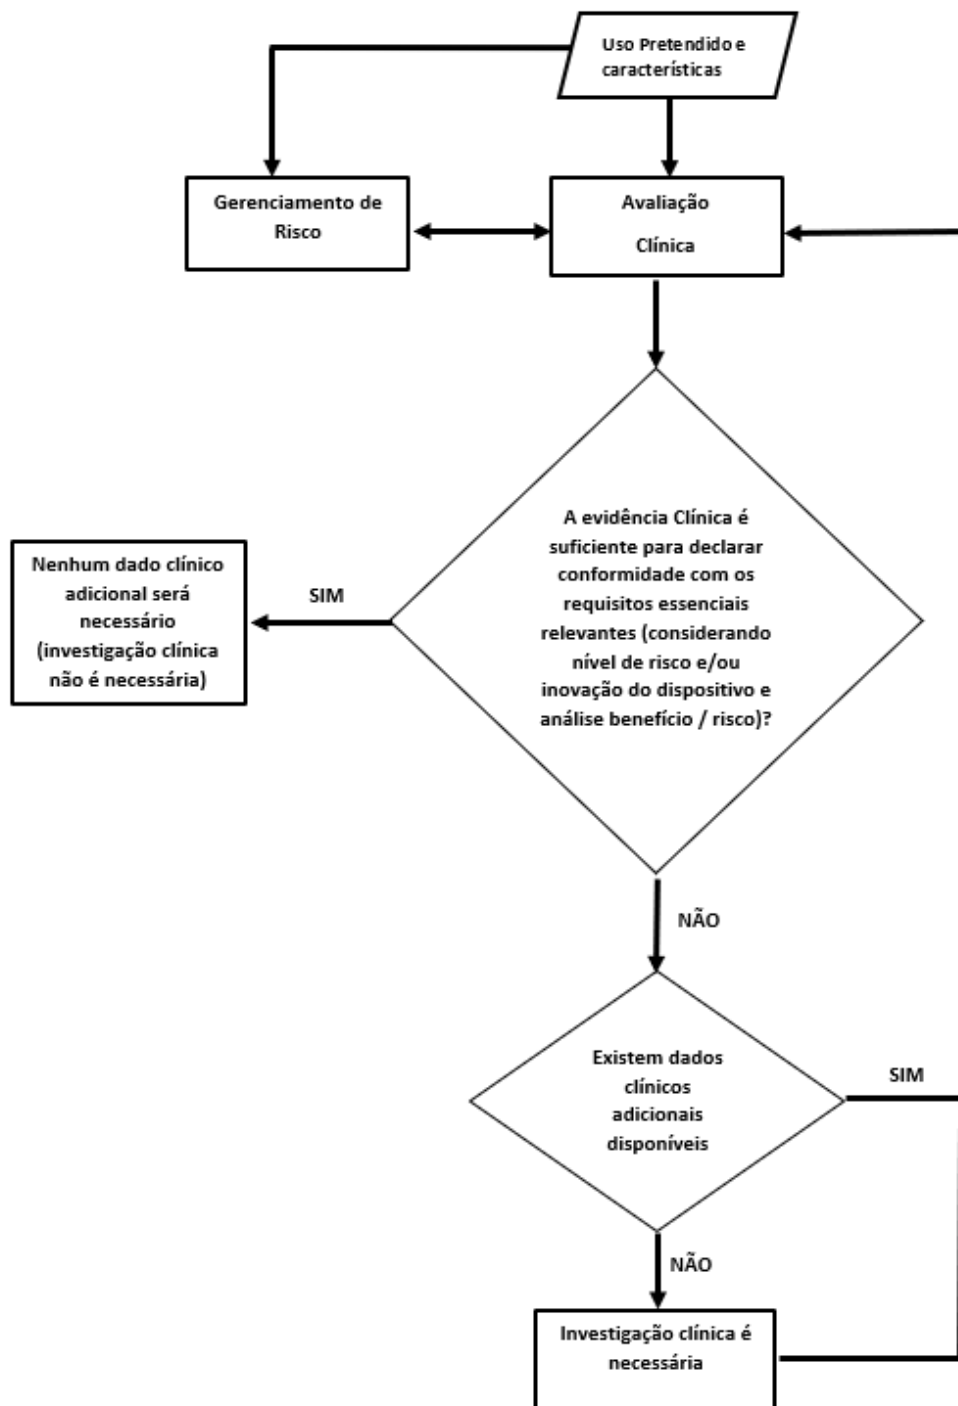 Uso Pretendido e
características
Gerenciamento de
Risco
Avaliação
Clínica
A evidência Clínica é
suficiente para declarar
conformidade com os
requisitos essenciais
relevantes (considerando
nível de risco e/ou
inovação do dispositivo e
análise benefício / risco)?
SIM
Nenhum dado clínico
adicional será
necessário
(investigação clínica
não é necessária)
NÃO
Existem dados
clínicos
adicionais
disponíveis
SIM
NÃO
Investigação clínica é
necessária